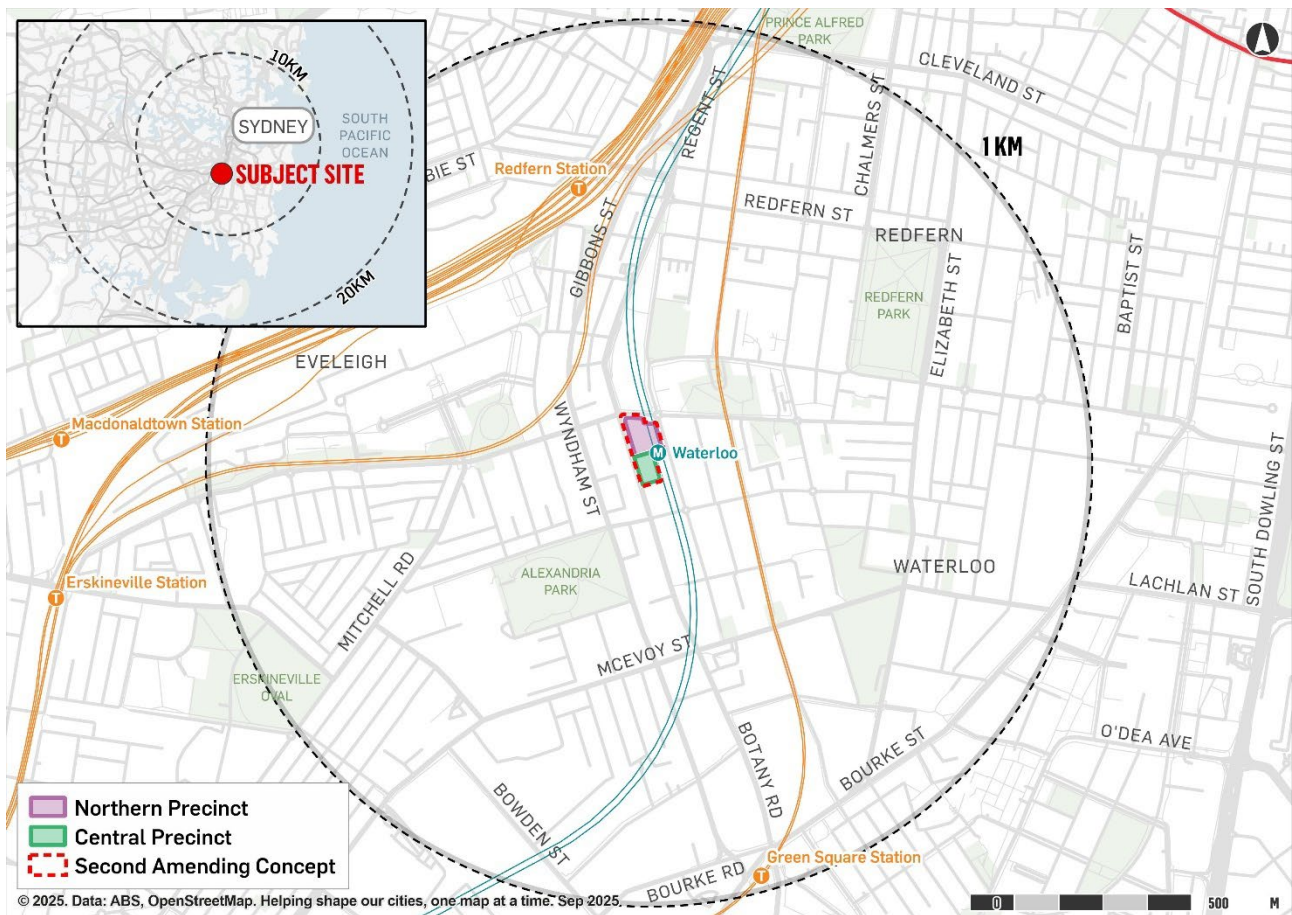 10KM
SYDNEY
SOUTH
PACIFIC
OCEAN
SUBJECT SITE
20KM
PRINCE ALFRED
PARK
CLEVELAND ST
REGENT ST
CHALMERS ST
1 KM
BIE ST
Redfern Station
T
REDFERN ST
GIBBONS ST
REDFERN
BAPTIST ST
REDFERN
PARK
ELIZABETH ST
EVELEIGH
Macdonaldtown Station
T
WYNDHAM ST
M
Waterloo
SOUTH DOWLING ST
Erskineville Station
T
MITCHELL RD
ALEXANDRIA
PARK
WATERLOO
LACHLAN ST
MCEVOY ST
ERSKINEVILLE
OVAL
BOTANY RD
BOURKE ST
O'DEA AVE
BOWDEN ST
Northern Precinct
Central Precinct
Second Amending Concept
Green Square Station
BOURKE RD
T
© 2025. Data: ABS, OpenStreetMap. Helping shape our cities, one map at a time. Sep 2025.
0 500 M